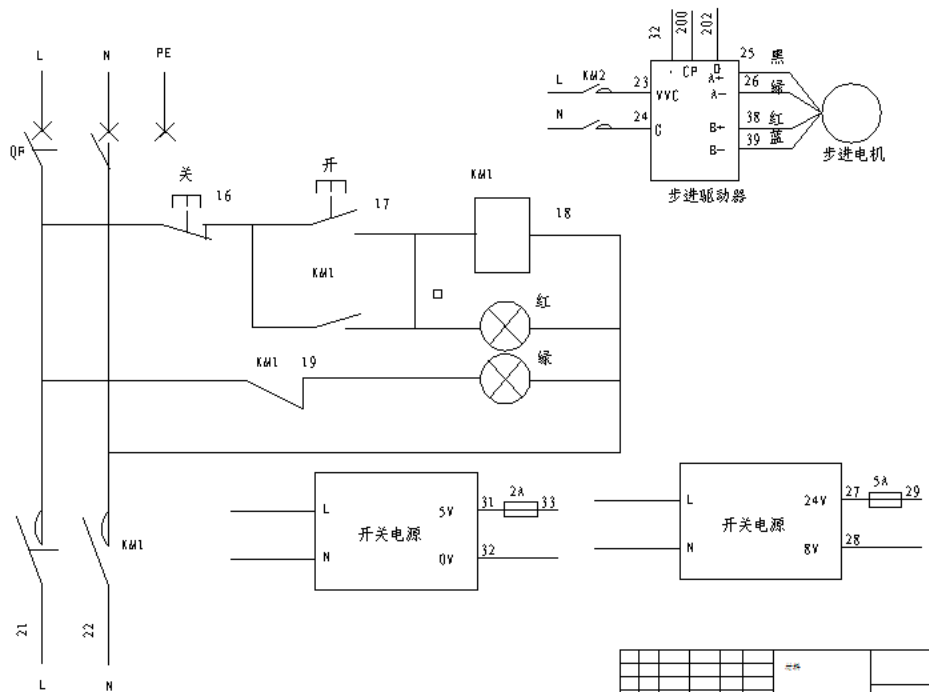 L N PE
QF
关 16 开 17 KM1 18
KM1
红
KM1 19 绿
KM1
21 22
L N
32 200 202
CP D
L KM2 23 VVC A+ 25 黑
A- 26 绿
N 24 C B+ 38 红
B- 39 蓝
步进驱动器
步进电机
L 5V 31 2A 33
开关电源
N 0V 32
L 24V 27 5A 29
开关电源
N 8V 28